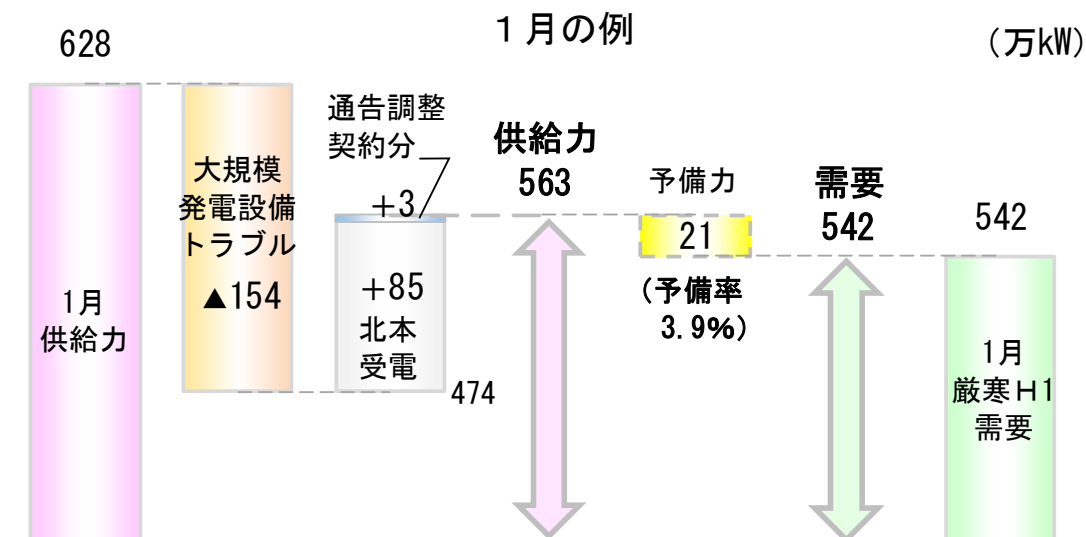 1月の例
(万kW)
628
1月
供給力
大規模
発電設備
トラブル
▲154
通告調整
契約分
+3
+85
北本
受電
474
供給力
563
予備力
21
(予備率
3.9%)
需要
542
542
1月
厳寒H1
需要